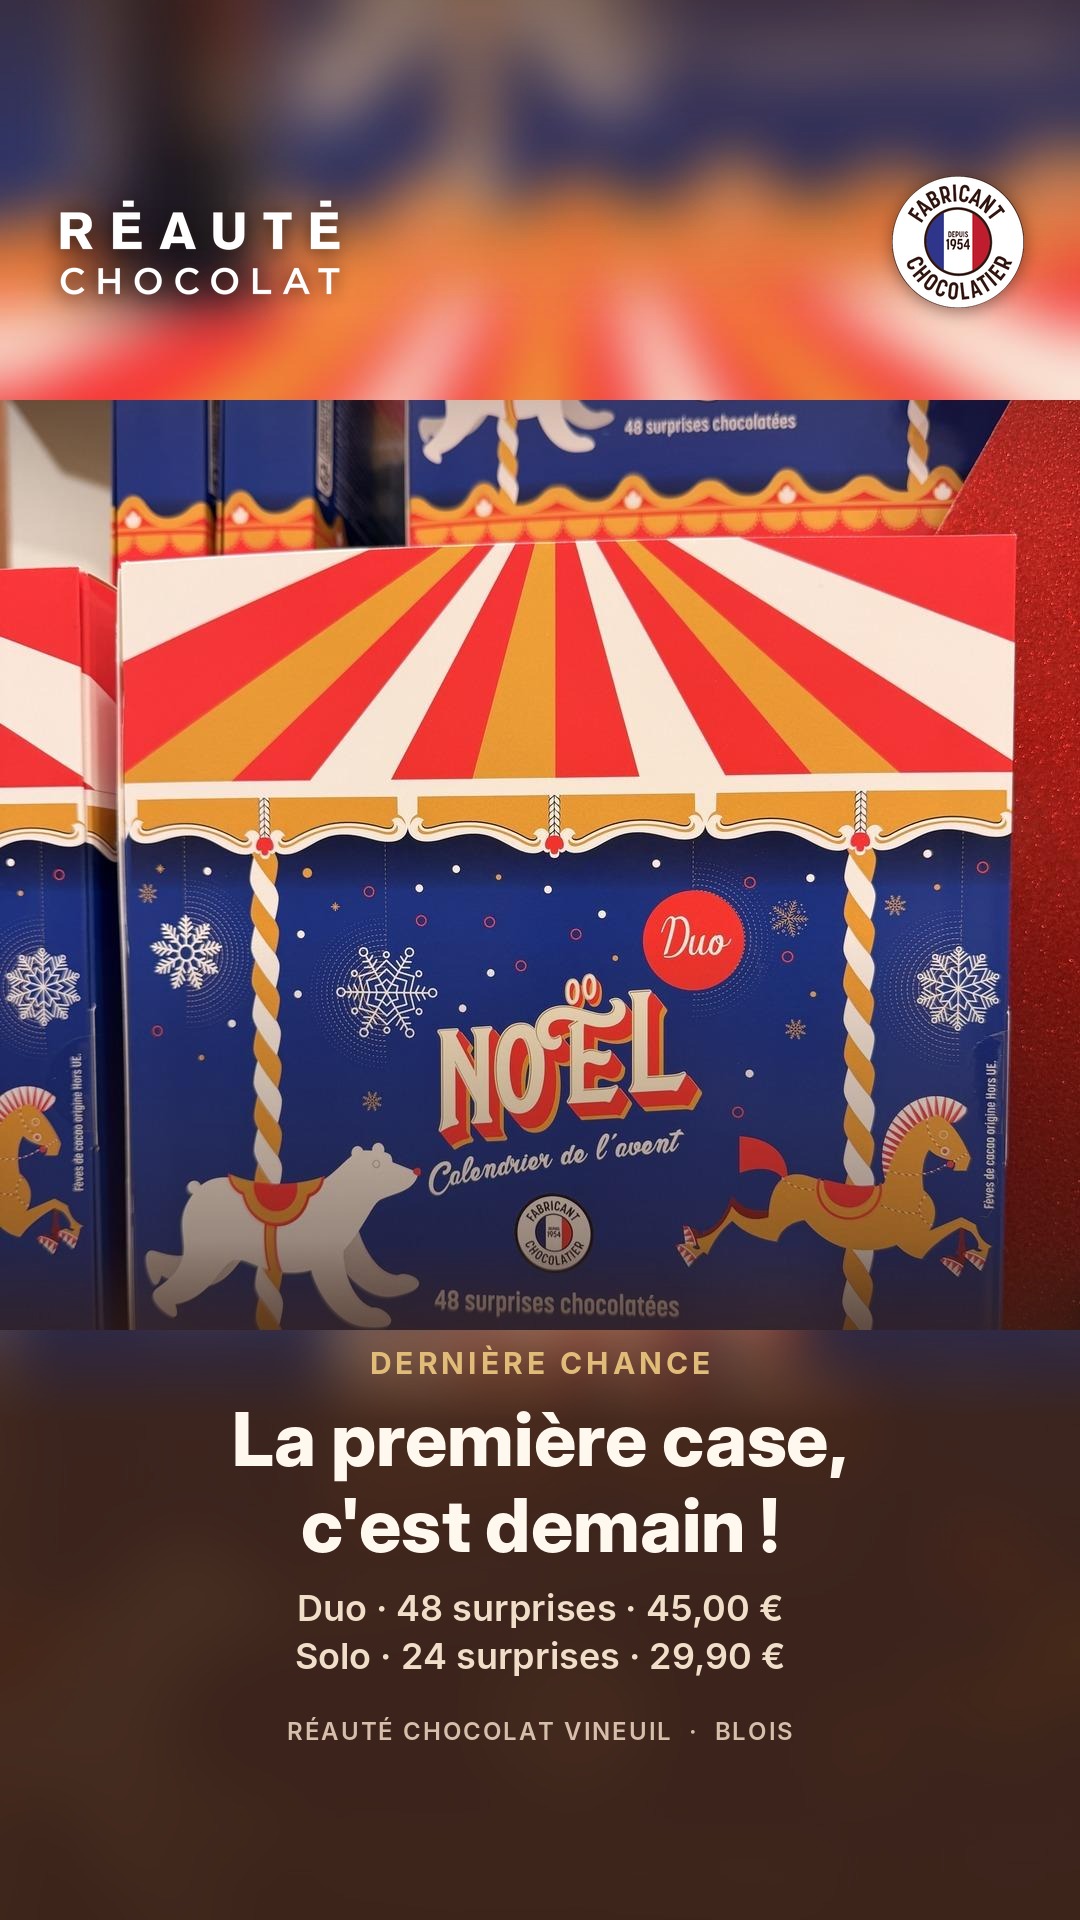 RÉAUTÉ
CHOCOLAT
FABRICANT
DEPUIS
1954
CHOCOLATIER
48 surprises chocolatées
Duo
NOËL
Calendrier de l'avent
Fèves de cacao origine Hors UE.
Fèves de cacao origine Hors UE.
FABRICANT
DEPUIS
1954
CHOCOLATIER
48 surprises chocolatées
DERNIÈRE CHANCE
La première case,
c'est demain !
Duo · 48 surprises · 45,00 €
Solo · 24 surprises · 29,90 €
RÉAUTÉ CHOCOLAT VINEUIL · BLOIS